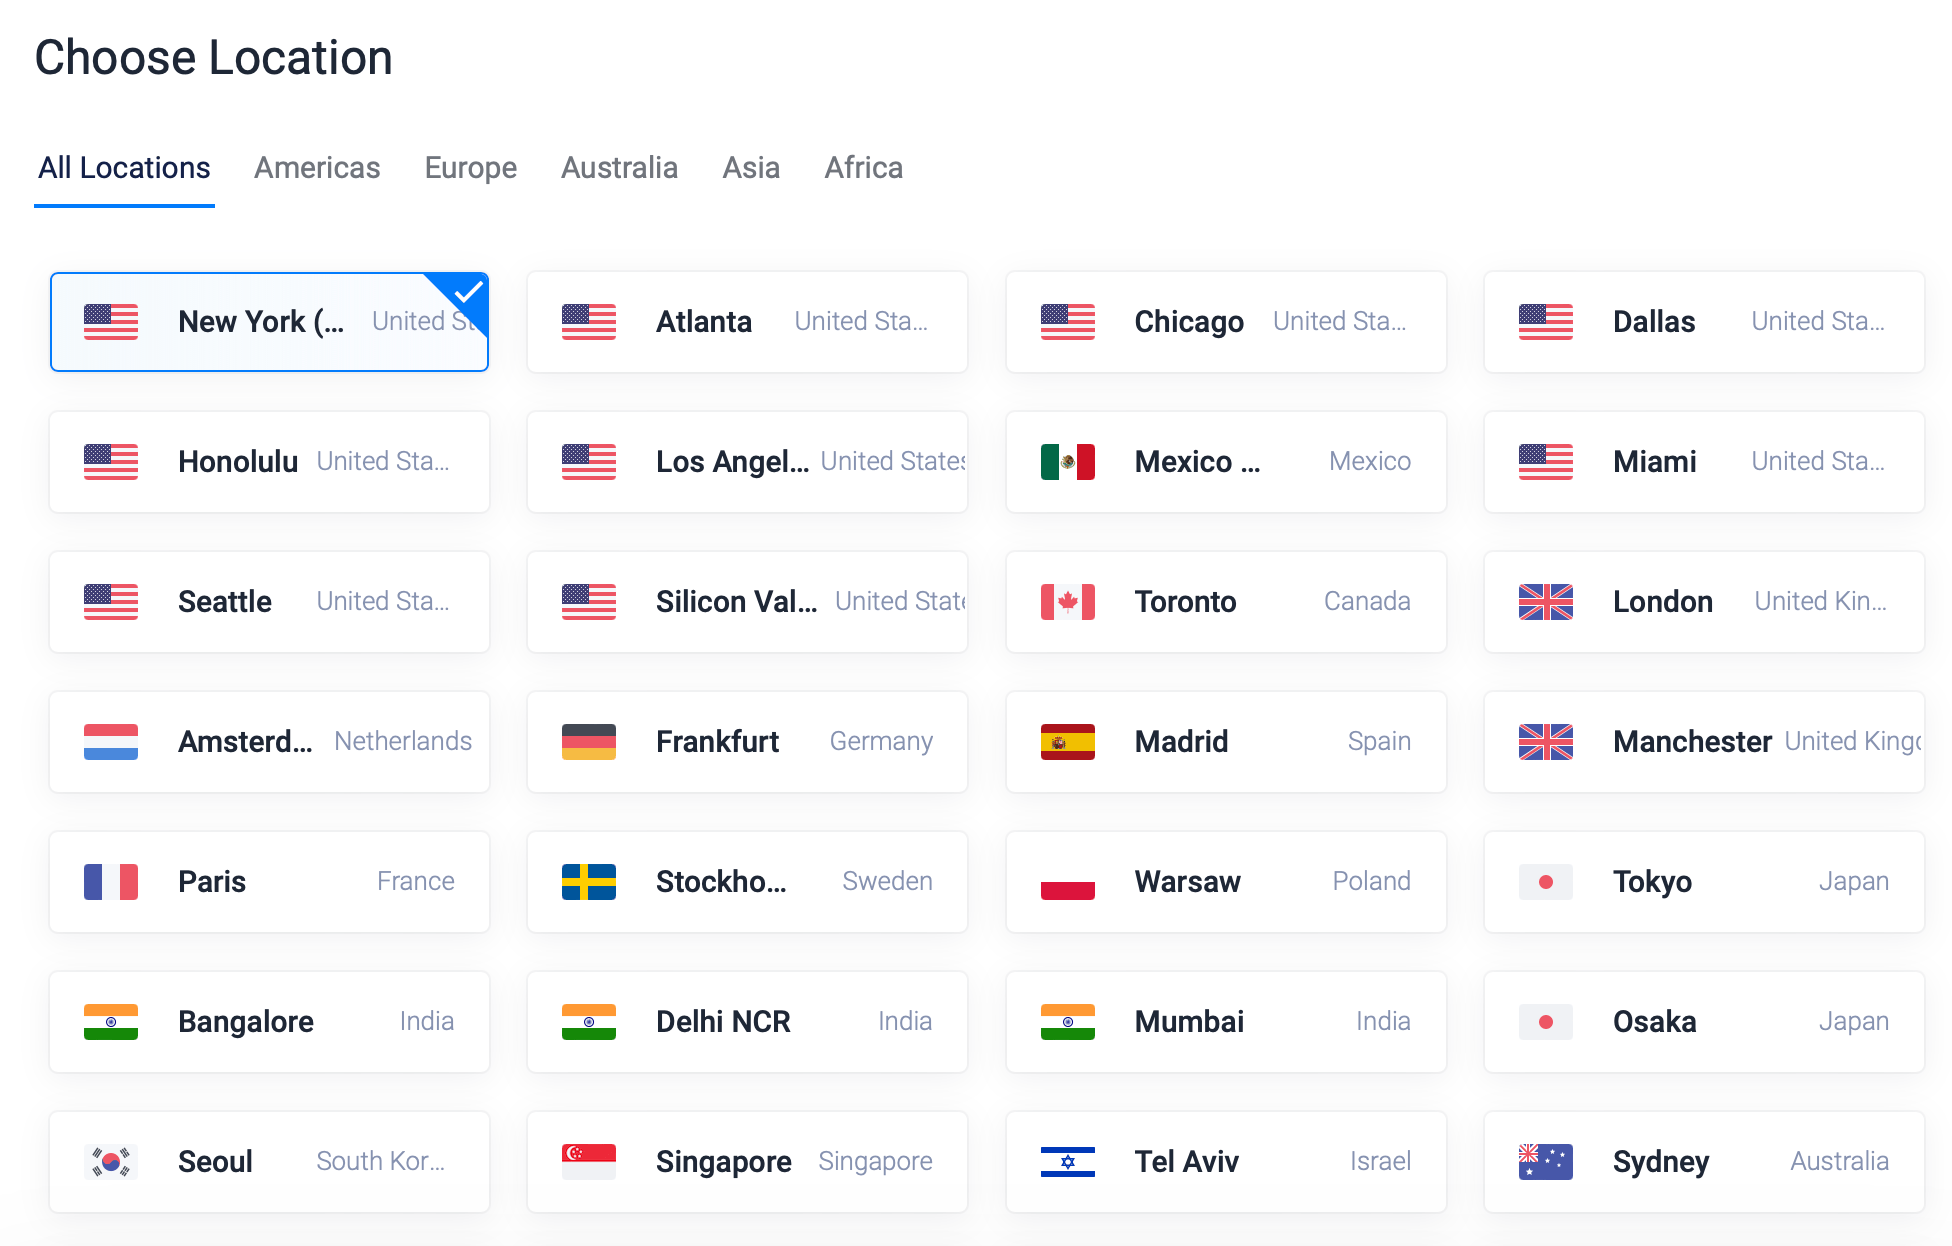 Choose Location
All Locations Americas Europe Australia Asia Africa
New York (... United St
Atlanta United Sta...
Chicago United Sta...
Dallas United Sta...
Honolulu United Sta...
Los Angel... United States
Mexico ... Mexico
Miami United Sta...
Seattle United Sta...
Silicon Val... United State
Toronto Canada
London United Kin...
Amsterd... Netherlands
Frankfurt Germany
Madrid Spain
Manchester United Kingd
Paris France
Stockho... Sweden
Warsaw Poland
Tokyo Japan
Bangalore India
Delhi NCR India
Mumbai India
Osaka Japan
Seoul South Kor...
Singapore Singapore
Tel Aviv Israel
Sydney Australia